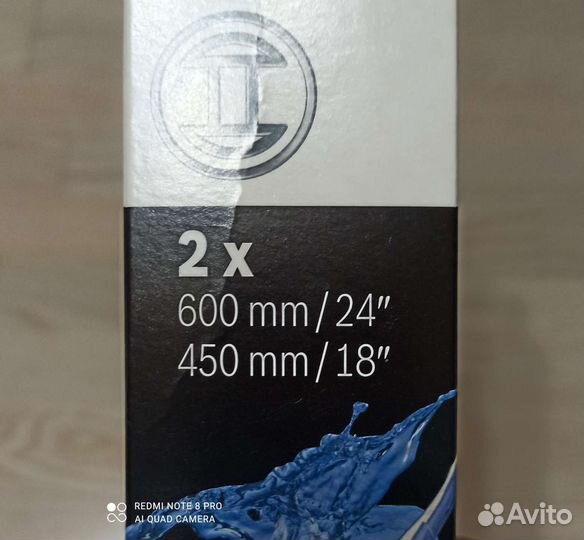 2 x
600 mm/24"
450 mm/18"
REDMI NOTE 8 PRO
AI QUAD CAMERA
Avito